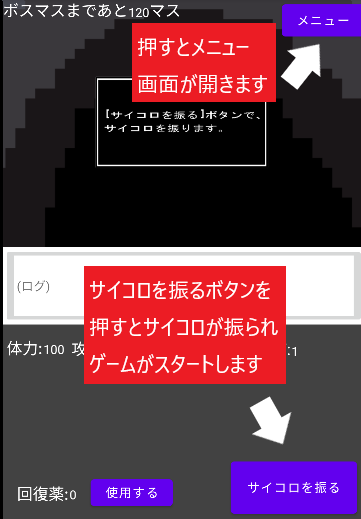 ボスマスまであと120マス
メニュー
押すとメニュー
画面が開きます
[サイコロを振る]ボタンで、
サイコロを振ります。
(ログ)
サイコロを振るボタンを
押すとサイコロが振られ
ゲームがスタートします
体力:100 攻
:1
回復薬:0
使用する
サイコロを振る